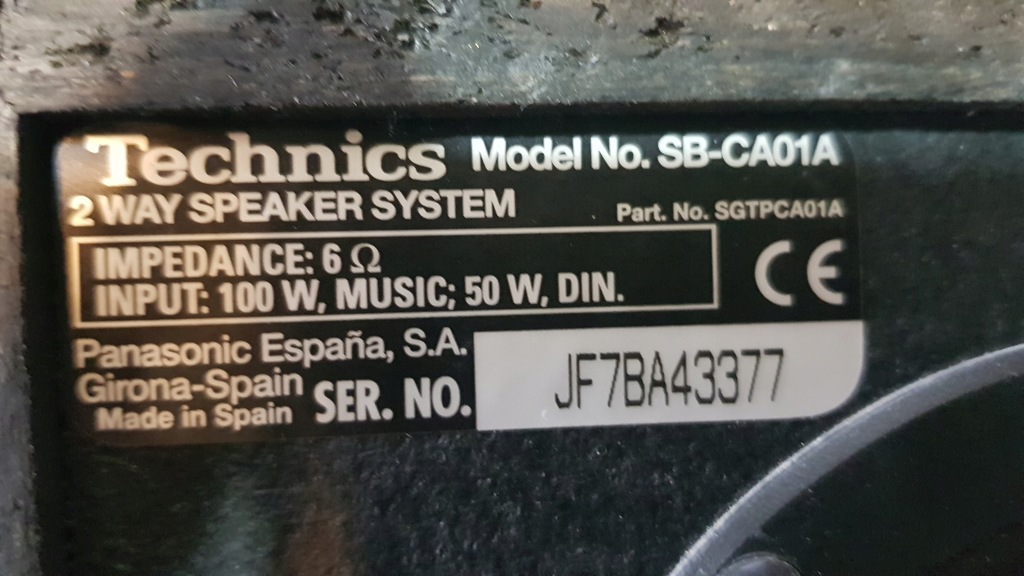 Technics Model No. SB-CA01A
2 WAY SPEAKER SYSTEM Part. No. SGTPCA01A
IMPEDANCE: 6 Ω
INPUT: 100 W, MUSIC; 50 W, DIN.
CE
Panasonic España, S.A.
Girona-Spain
Made in Spain
SER. NO. JF7BA43377